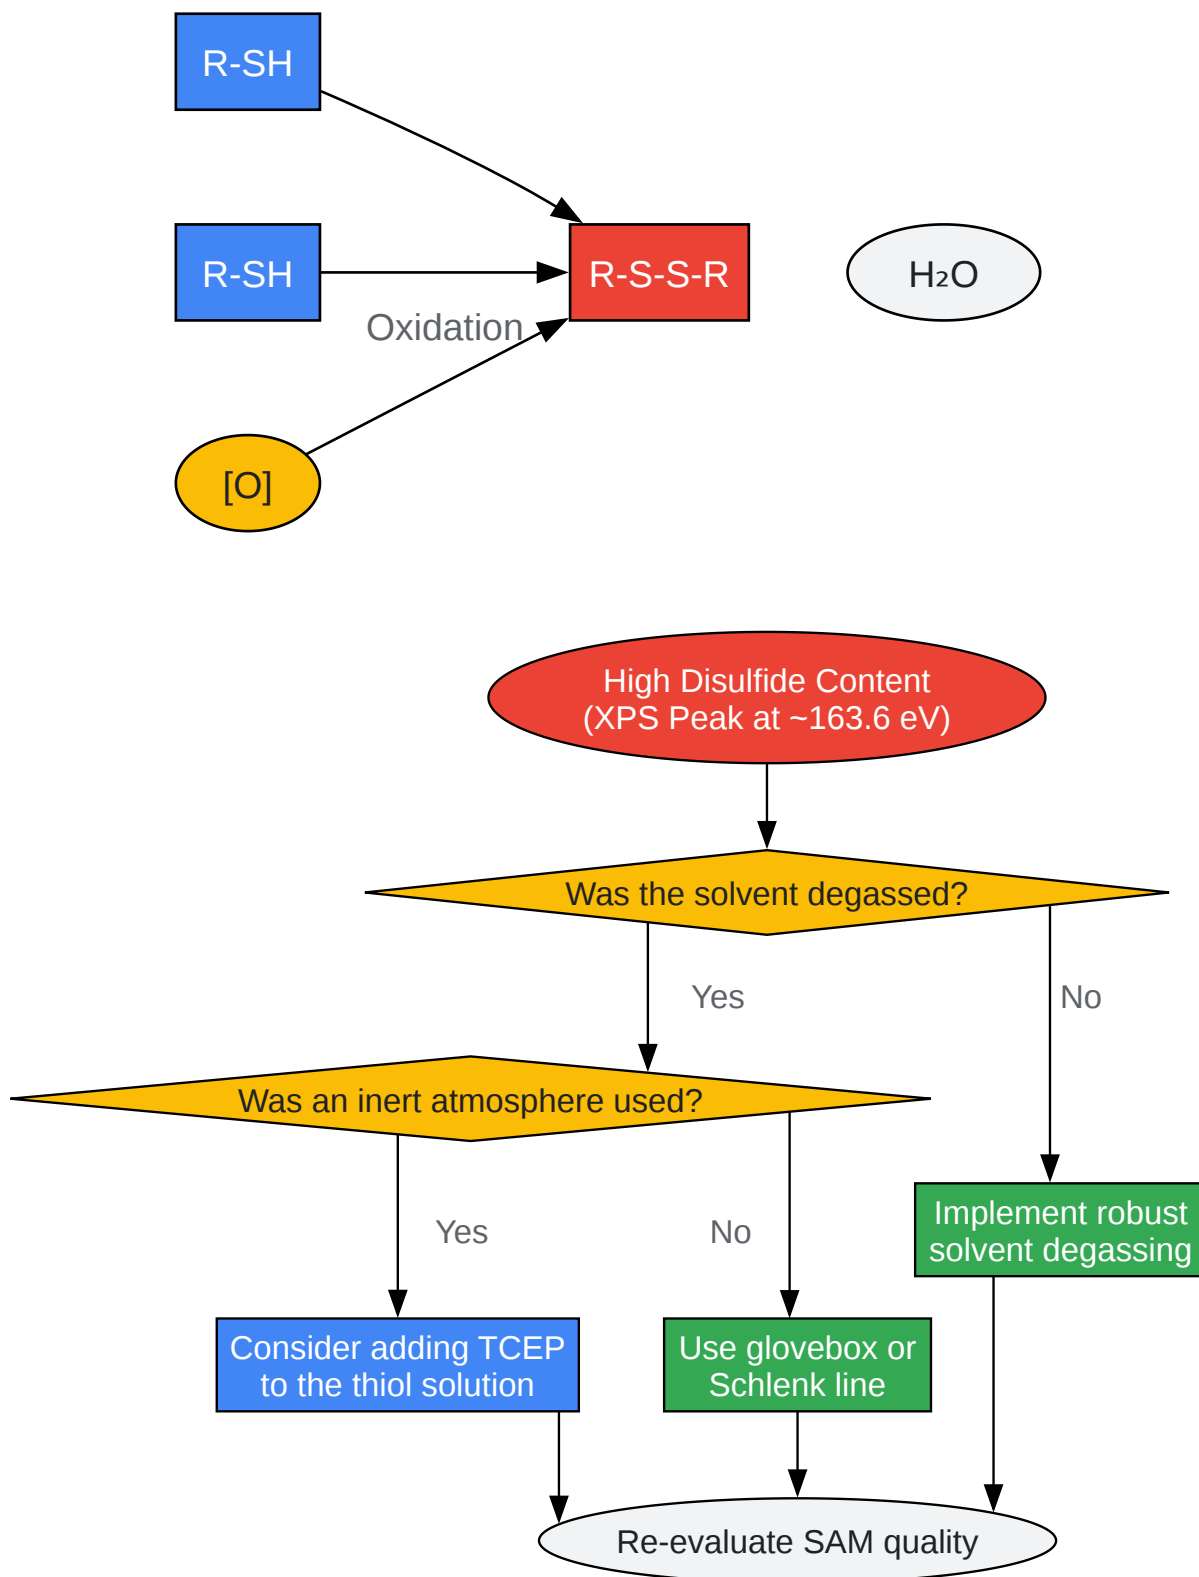 R-SH
R-SH
R-S-S-R
H₂O
Oxidation
[O]
High Disulfide Content
(XPS Peak at ~163.6 eV)
Was the solvent degassed?
Yes
No
Was an inert atmosphere used?
Yes
No
Implement robust
solvent degassing
Consider adding TCEP
to the thiol solution
Use glovebox or
Schlenk line
Re-evaluate SAM quality